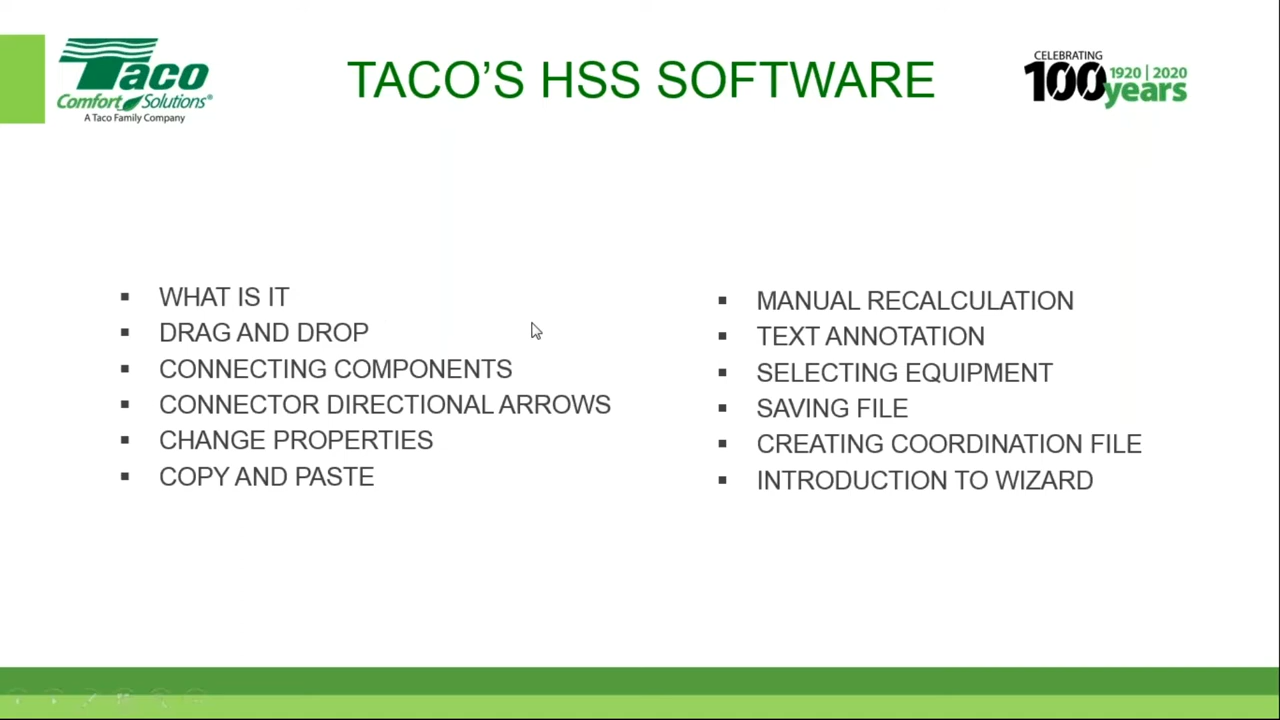 Taco
Comfort Solutions®
A Taco Family Company
TACO'S HSS SOFTWARE
CELEBRATING
100 years
1920 | 2020
WHAT IS IT
DRAG AND DROP
CONNECTING COMPONENTS
CONNECTOR DIRECTIONAL ARROWS
CHANGE PROPERTIES
COPY AND PASTE
MANUAL RECALCULATION
TEXT ANNOTATION
SELECTING EQUIPMENT
SAVING FILE
CREATING COORDINATION FILE
INTRODUCTION TO WIZARD